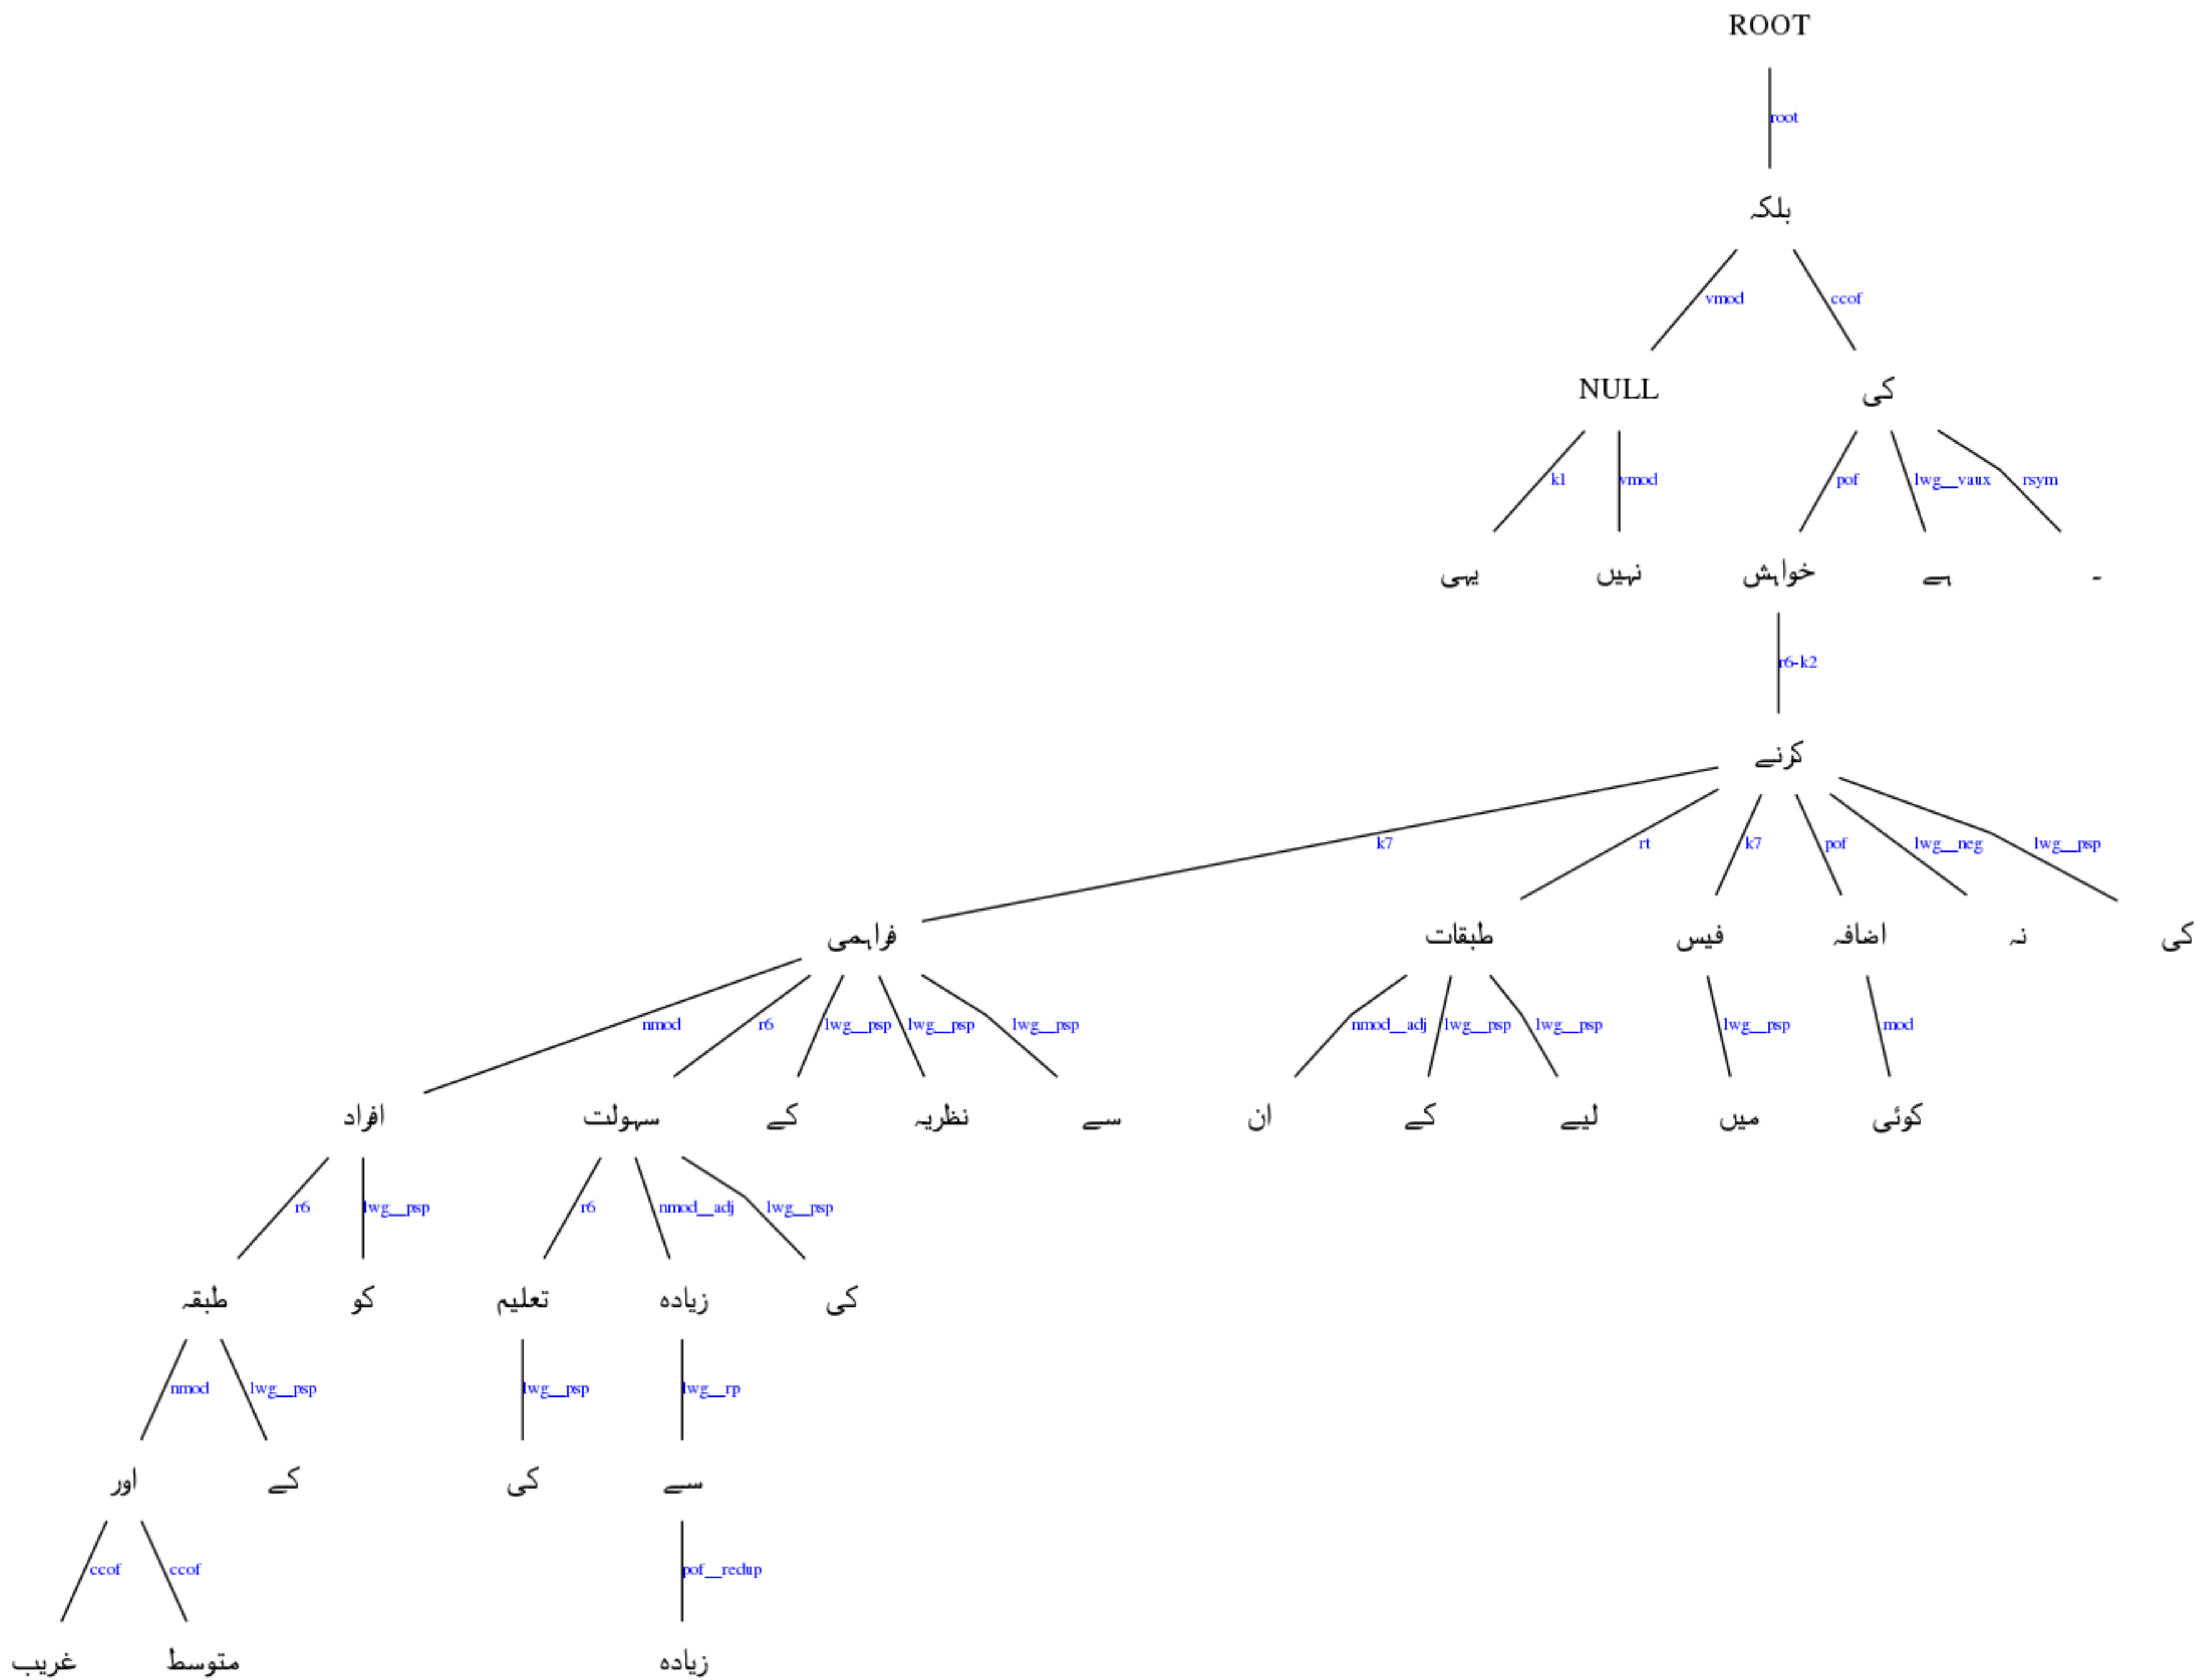 ROOT
root
بلکہ
vmod ccof
NULL کی
k1 vmod pof lwg__vaux rsym
یہی نہیں خواہش ہے ۔
r6-k2
کرنے
k7 rt k7 pof lwg__neg lwg__psp
فراہمی طبقات فیس اضافہ نہ کی
nmod r6 lwg__psp lwg__psp lwg__psp nmod__adj lwg__psp lwg__psp lwg__psp mod
افراد سہولت کے نظریہ سے ان کے لیے میں کوئی
r6 lwg__psp r6 nmod__adj lwg__psp
طبقہ کو تعلیم زیادہ کی
nmod lwg__psp lwg__psp lwg__rp
اور کے کی سے
ccof ccof pof__redup
غریب متوسط زیادہ